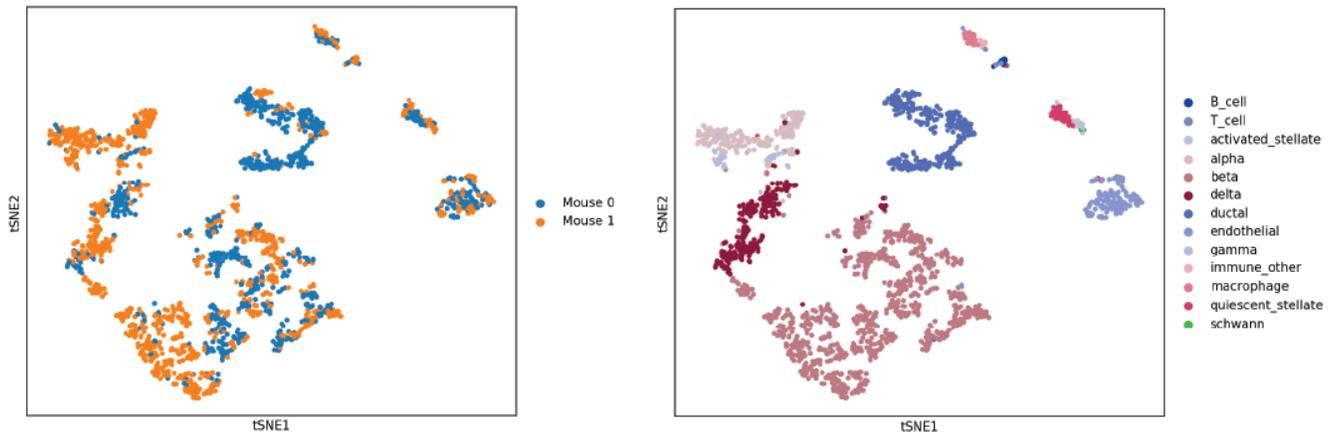 tSNE2
tSNE1
Mouse 0
Mouse 1
tSNE2
tSNE1
B_cell
T_cell
activated_stellate
alpha
beta
delta
ductal
endothelial
gamma
immune_other
macrophage
quiescent_stellate
schwann